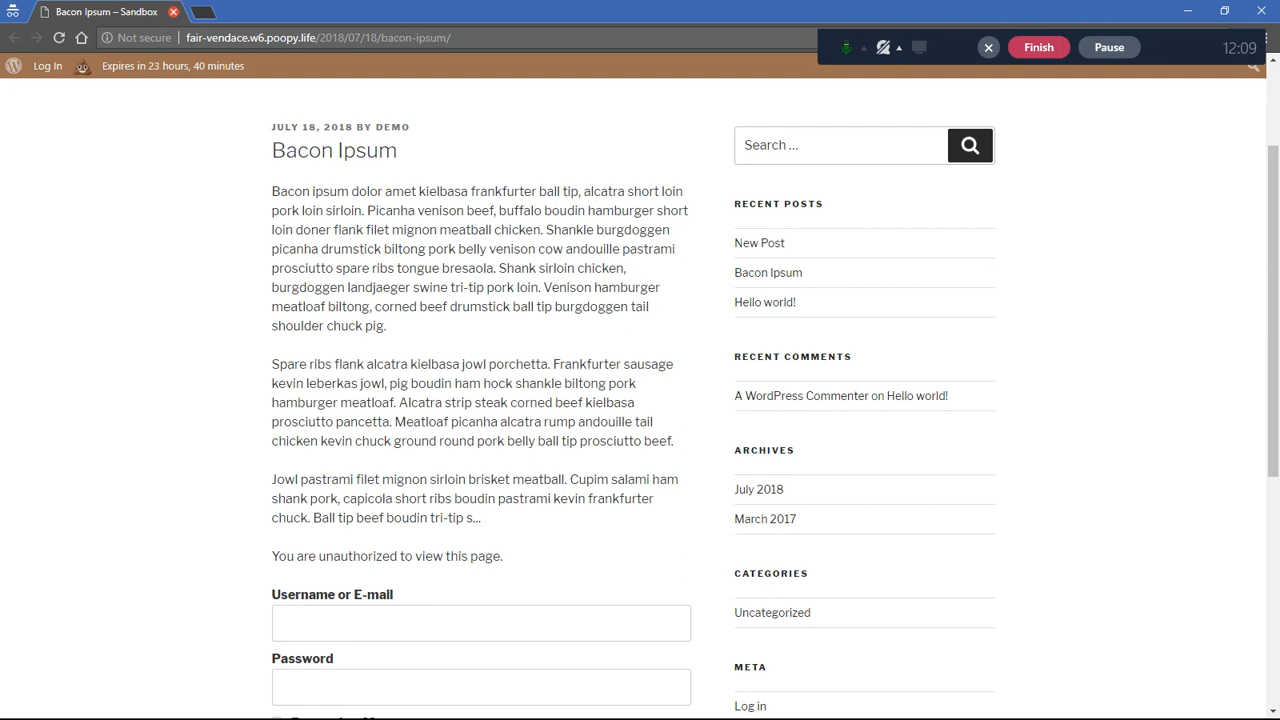 Bacon Ipsum – Sandbox
Not secure
fair-vendace.w6.poopy.life/2018/07/18/bacon-ipsum/
Finish
Pause
12:09
Log In
Expires in 23 hours, 40 minutes
JULY 18, 2018 BY DEMO
Bacon Ipsum
Bacon ipsum dolor amet kielbasa frankfurter ball tip, alcatra short loin
pork loin sirloin. Picanha venison beef, buffalo boudin hamburger short
loin doner flank filet mignon meatball chicken. Shankle burgdoggen
picanha drumstick biltong pork belly venison cow andouille pastrami
prosciutto spare ribs tongue bresaola. Shank sirloin chicken,
burgdoggen landjaeger swine tri-tip pork loin. Venison hamburger
meatloaf biltong, corned beef drumstick ball tip burgdoggen tail
shoulder chuck pig.
Spare ribs flank alcatra kielbasa jowl porchetta. Frankfurter sausage
kevin leberkas jowl, pig boudin ham hock shankle biltong pork
hamburger meatloaf. Alcatra strip steak corned beef kielbasa
prosciutto pancetta. Meatloaf picanha alcatra rump andouille tail
chicken kevin chuck ground round pork belly ball tip prosciutto beef.
Jowl pastrami filet mignon sirloin brisket meatball. Cupim salami ham
shank pork, capicola short ribs boudin pastrami kevin frankfurter
chuck. Ball tip beef boudin tri-tip s...
You are unauthorized to view this page.
Username or E-mail
Password
Search ...
RECENT POSTS
New Post
Bacon Ipsum
Hello world!
RECENT COMMENTS
A WordPress Commenter on Hello world!
ARCHIVES
July 2018
March 2017
CATEGORIES
Uncategorized
META
Log in